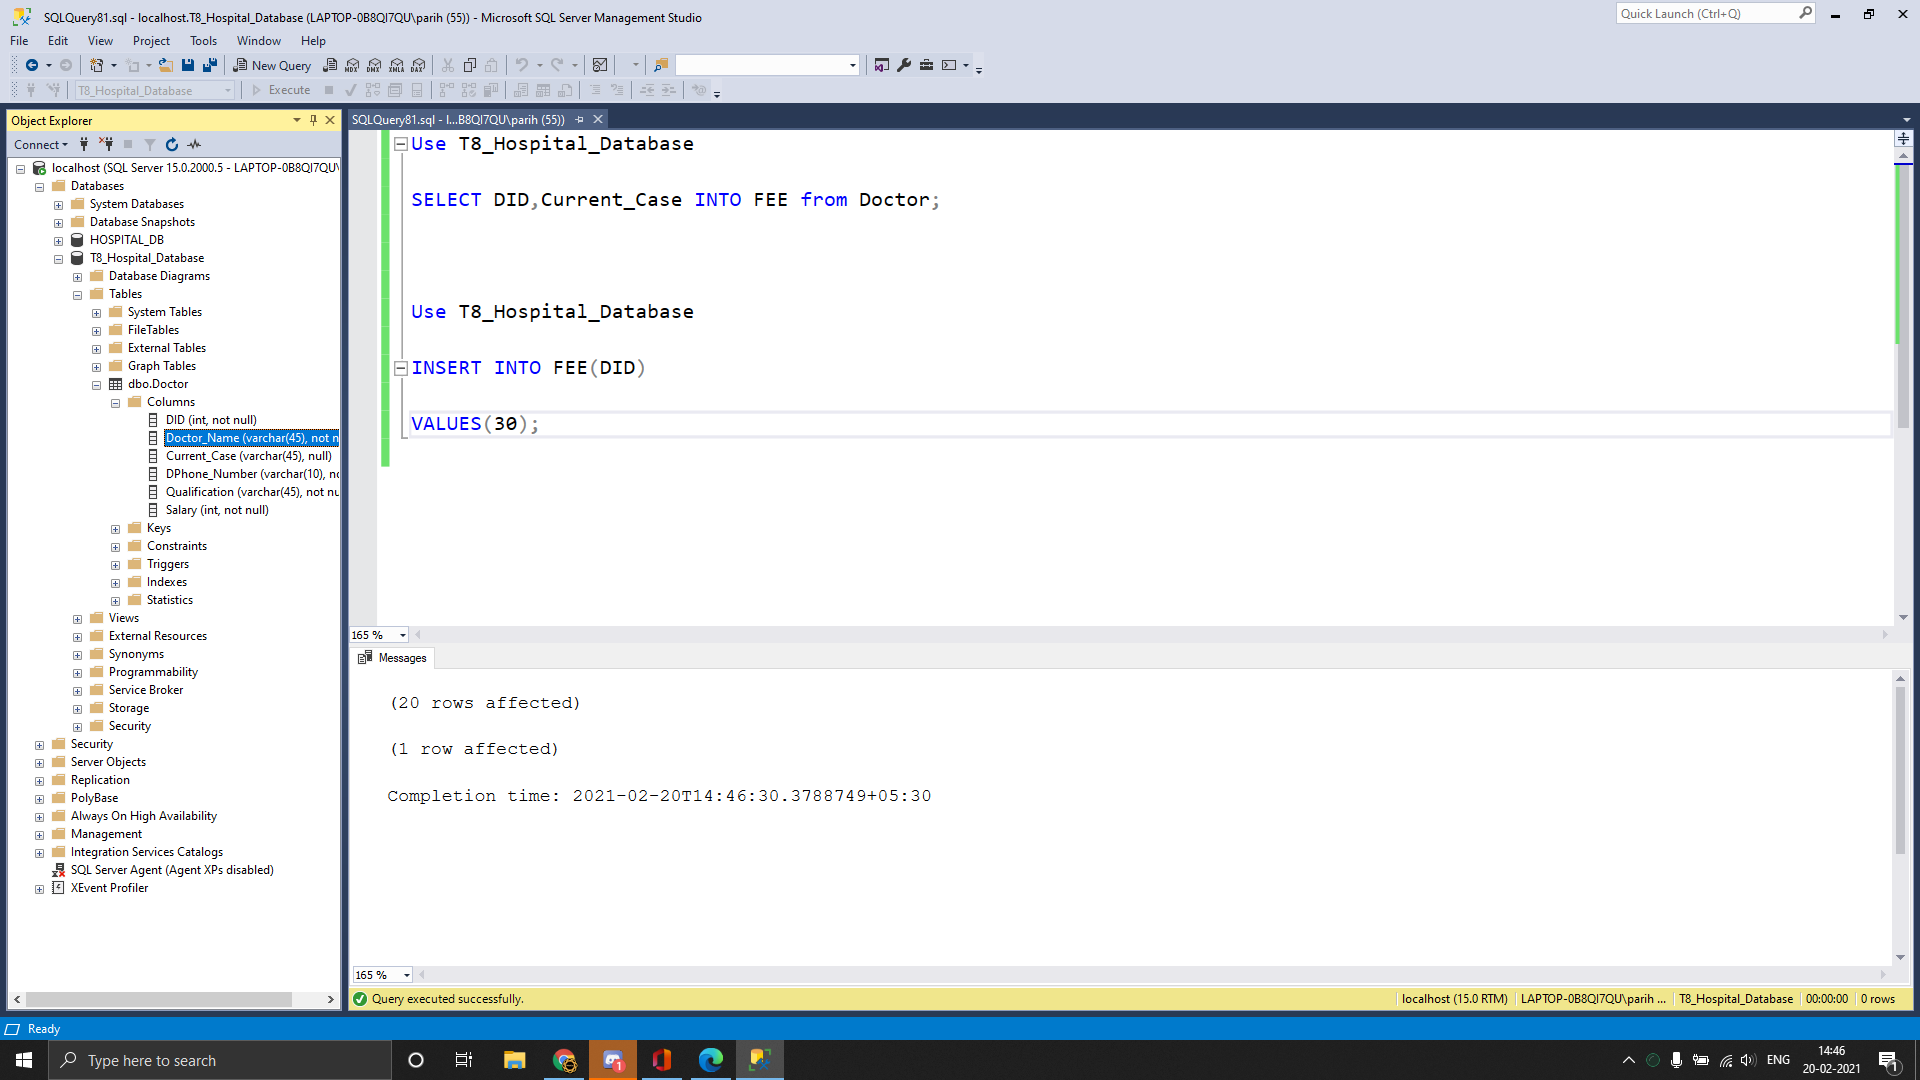 SQLQuery81.sql - localhost.T8_Hospital_Database (LAPTOP-0B8QI7QU\parih (55)) - Microsoft SQL Server Management Studio
Quick Launch (Ctrl+Q)
File Edit View Project Tools Window Help
New Query
T8_Hospital_Database Execute
Object Explorer
Connect
localhost (SQL Server 15.0.2000.5 - LAPTOP-0B8QI7QU\
Databases
System Databases
Database Snapshots
HOSPITAL_DB
T8_Hospital_Database
Database Diagrams
Tables
System Tables
FileTables
External Tables
Graph Tables
dbo.Doctor
Columns
DID (int, not null)
Doctor_Name (varchar(45), not n
Current_Case (varchar(45), null)
DPhone_Number (varchar(10), no
Qualification (varchar(45), not nu
Salary (int, not null)
Keys
Constraints
Triggers
Indexes
Statistics
Views
External Resources
Synonyms
Programmability
Service Broker
Storage
Security
Security
Server Objects
Replication
PolyBase
Always On High Availability
Management
Integration Services Catalogs
SQL Server Agent (Agent XPs disabled)
XEvent Profiler
SQLQuery81.sql - l...B8QI7QU\parih (55))
Use T8_Hospital_Database
SELECT DID,Current_Case INTO FEE from Doctor;
Use T8_Hospital_Database
INSERT INTO FEE(DID)
VALUES(30);
165 %
Messages
(20 rows affected)
(1 row affected)
Completion time: 2021-02-20T14:46:30.3788749+05:30
165 %
Query executed successfully.
localhost (15.0 RTM) LAPTOP-0B8QI7QU\parih ... T8_Hospital_Database 00:00:00 0 rows
Ready
Type here to search
1
ENG
14:46
20-02-2021
1